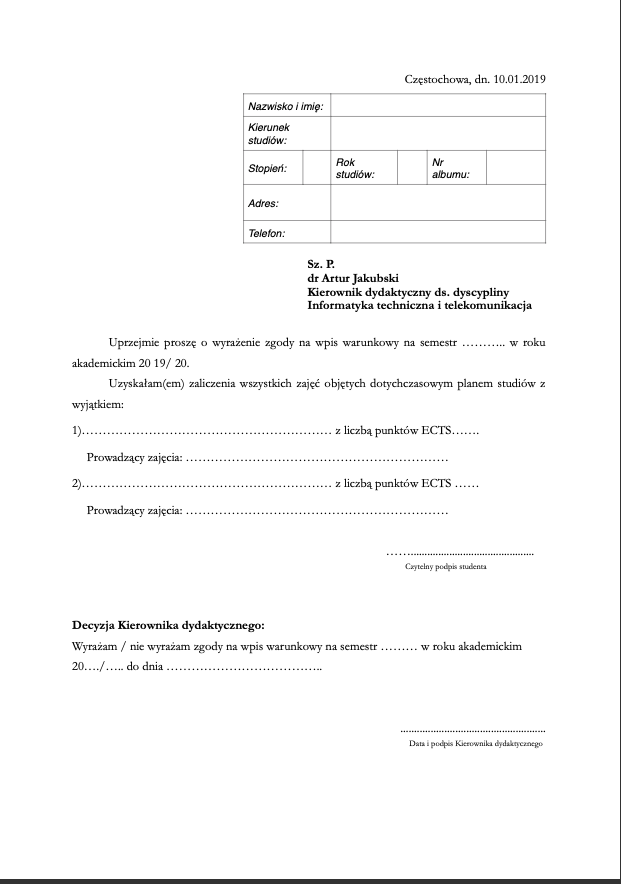 Częstochowa, dn. 10.01.2019
Nazwisko i imię:
Kierunek
studiów:
Stopień: Rok studiów: Nr albumu:
Adres:
Telefon:
Sz. P.
dr Artur Jakubski
Kierownik dydaktyczny ds. dyscypliny
Informatyka techniczna i telekomunikacja
Uprzejmie proszę o wyrażenie zgody na wpis warunkowy na semestr ……….. w roku
akademickim 20 19/ 20.
Uzyskałam(em) zaliczenia wszystkich zajęć objętych dotychczasowym planem studiów z
wyjątkiem:
1)…………………………………………………… z liczbą punktów ECTS…….
Prowadzący zajęcia: ………………………………………………………
2)…………………………………………………… z liczbą punktów ECTS ……
Prowadzący zajęcia: ………………………………………………………
……...............................................
Czytelny podpis studenta
Decyzja Kierownika dydaktycznego:
Wyrażam / nie wyrażam zgody na wpis warunkowy na semestr ……… w roku akademickim
20…./….. do dnia ………………………………..
.....................................................
Data i podpis Kierownika dydaktycznego